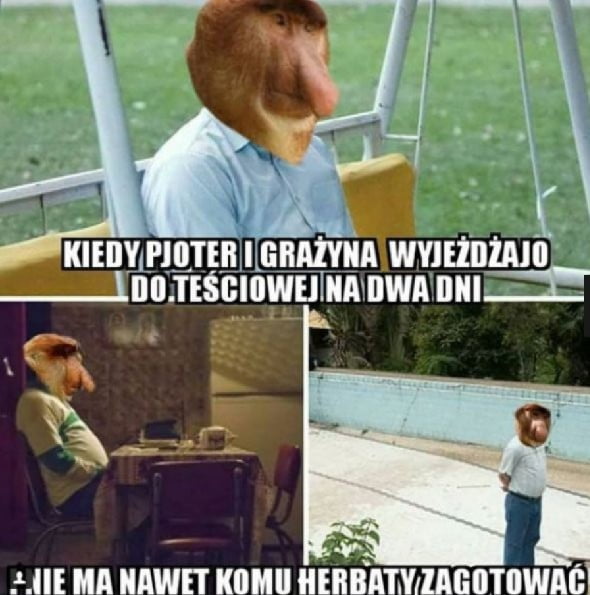 KIEDY PJOTER I GRAŻYNA WYJEŻDŻAJO
DO TEŚCIOWEJ NA DWA DNI
NIE MA NAWET KOMU HERBATY ZAGOTOWAĆ